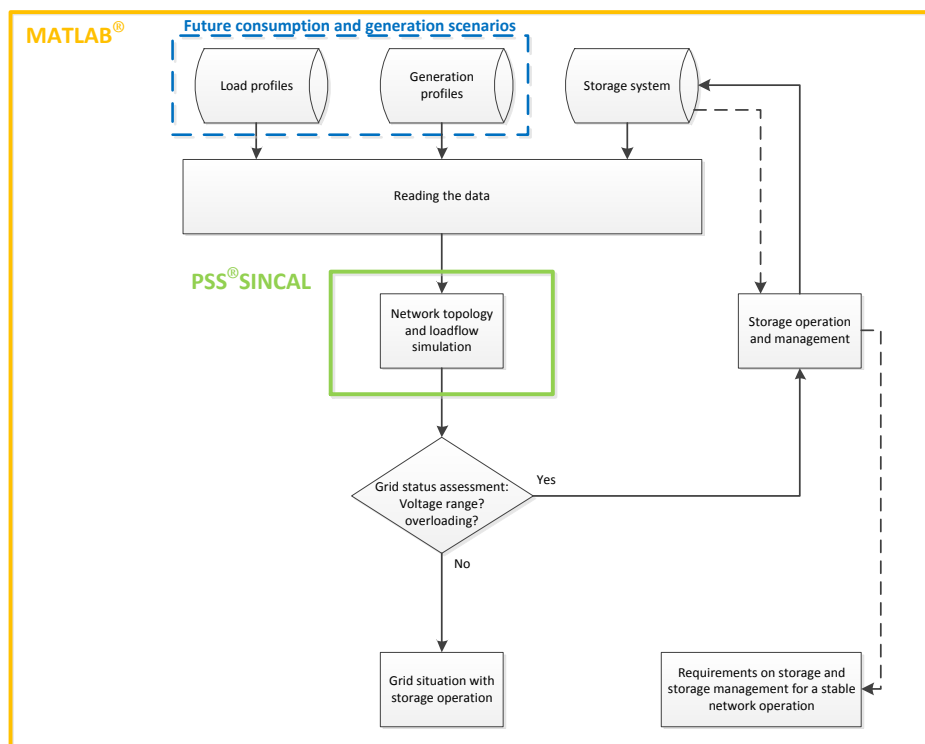 MATLAB®
Future consumption and generation scenarios
Load profiles
Generation
profiles
Storage system
Reading the data
PSS®SINCAL
Network topology
and loadflow
simulation
Storage operation
and management
Grid status assessment:
Voltage range?
overloading?
Yes
No
Grid situation with
storage operation
Requirements on storage and
storage management for a stable
network operation